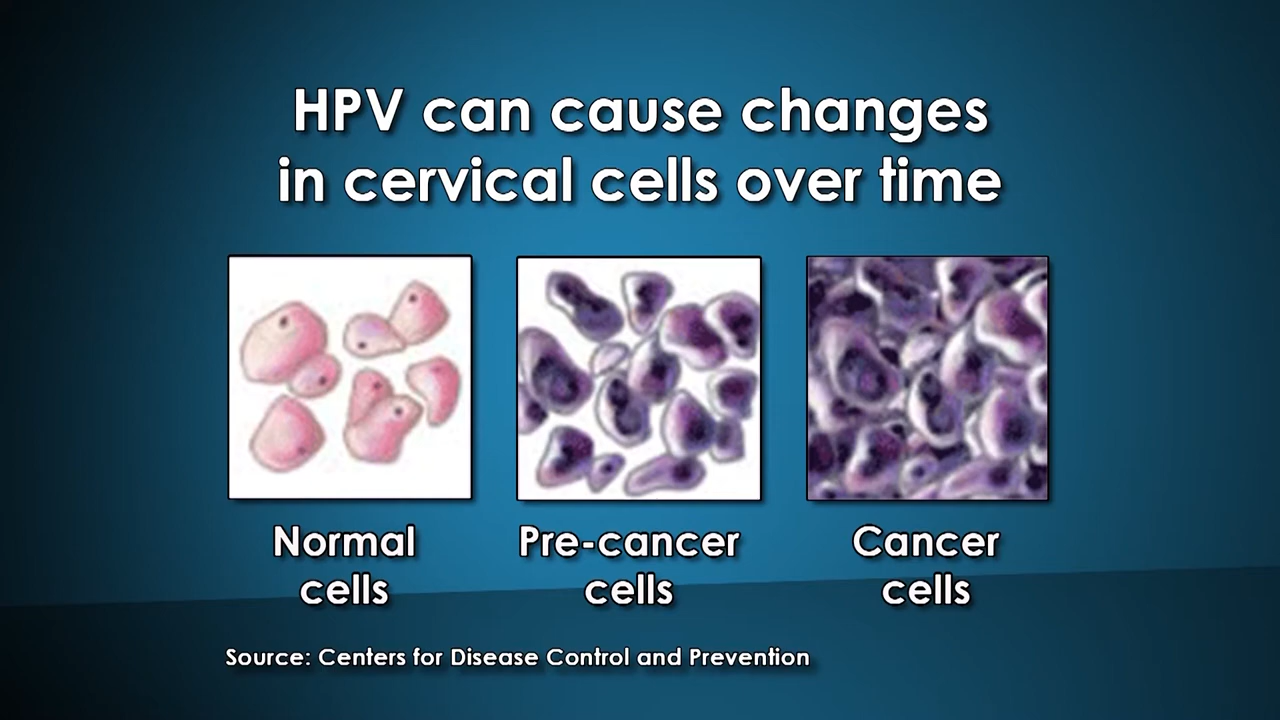 HPV can cause changes
in cervical cells over time
Normal
cells
Pre-cancer
cells
Cancer
cells
Source: Centers for Disease Control and Prevention